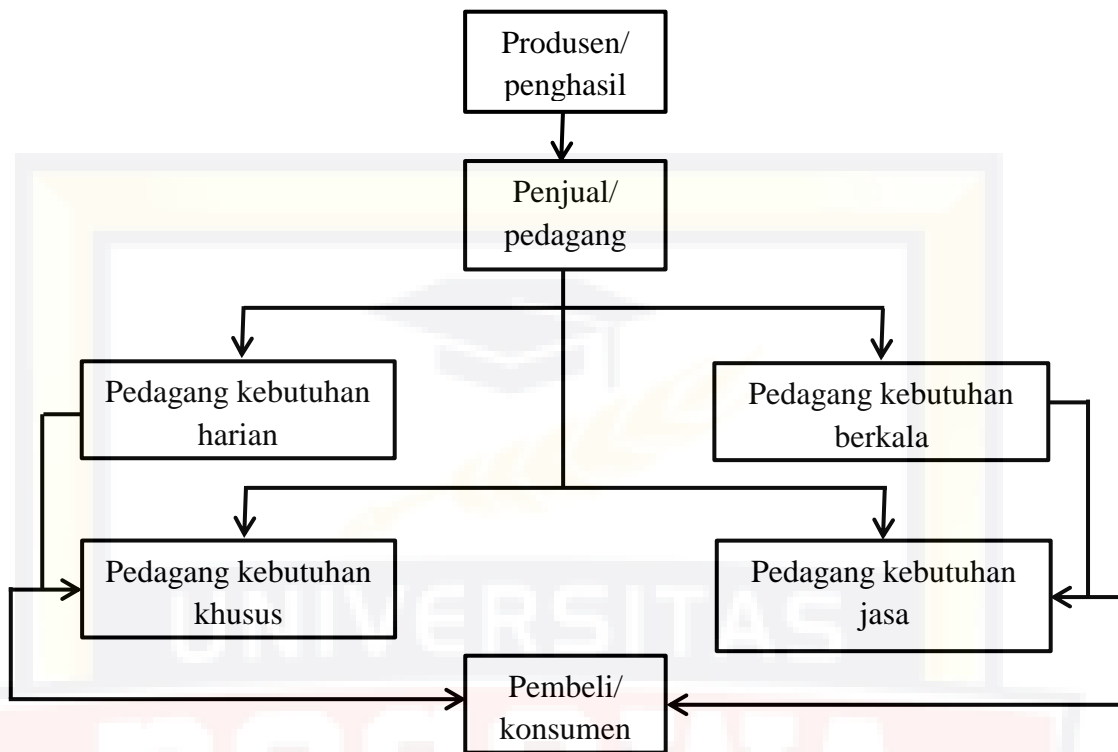 Produsen/
penghasil
Penjual/
pedagang
Pedagang kebutuhan
harian
Pedagang kebutuhan
berkala
Pedagang kebutuhan
khusus
Pedagang kebutuhan
jasa
UNIVERSITAS
Pembeli/
konsumen